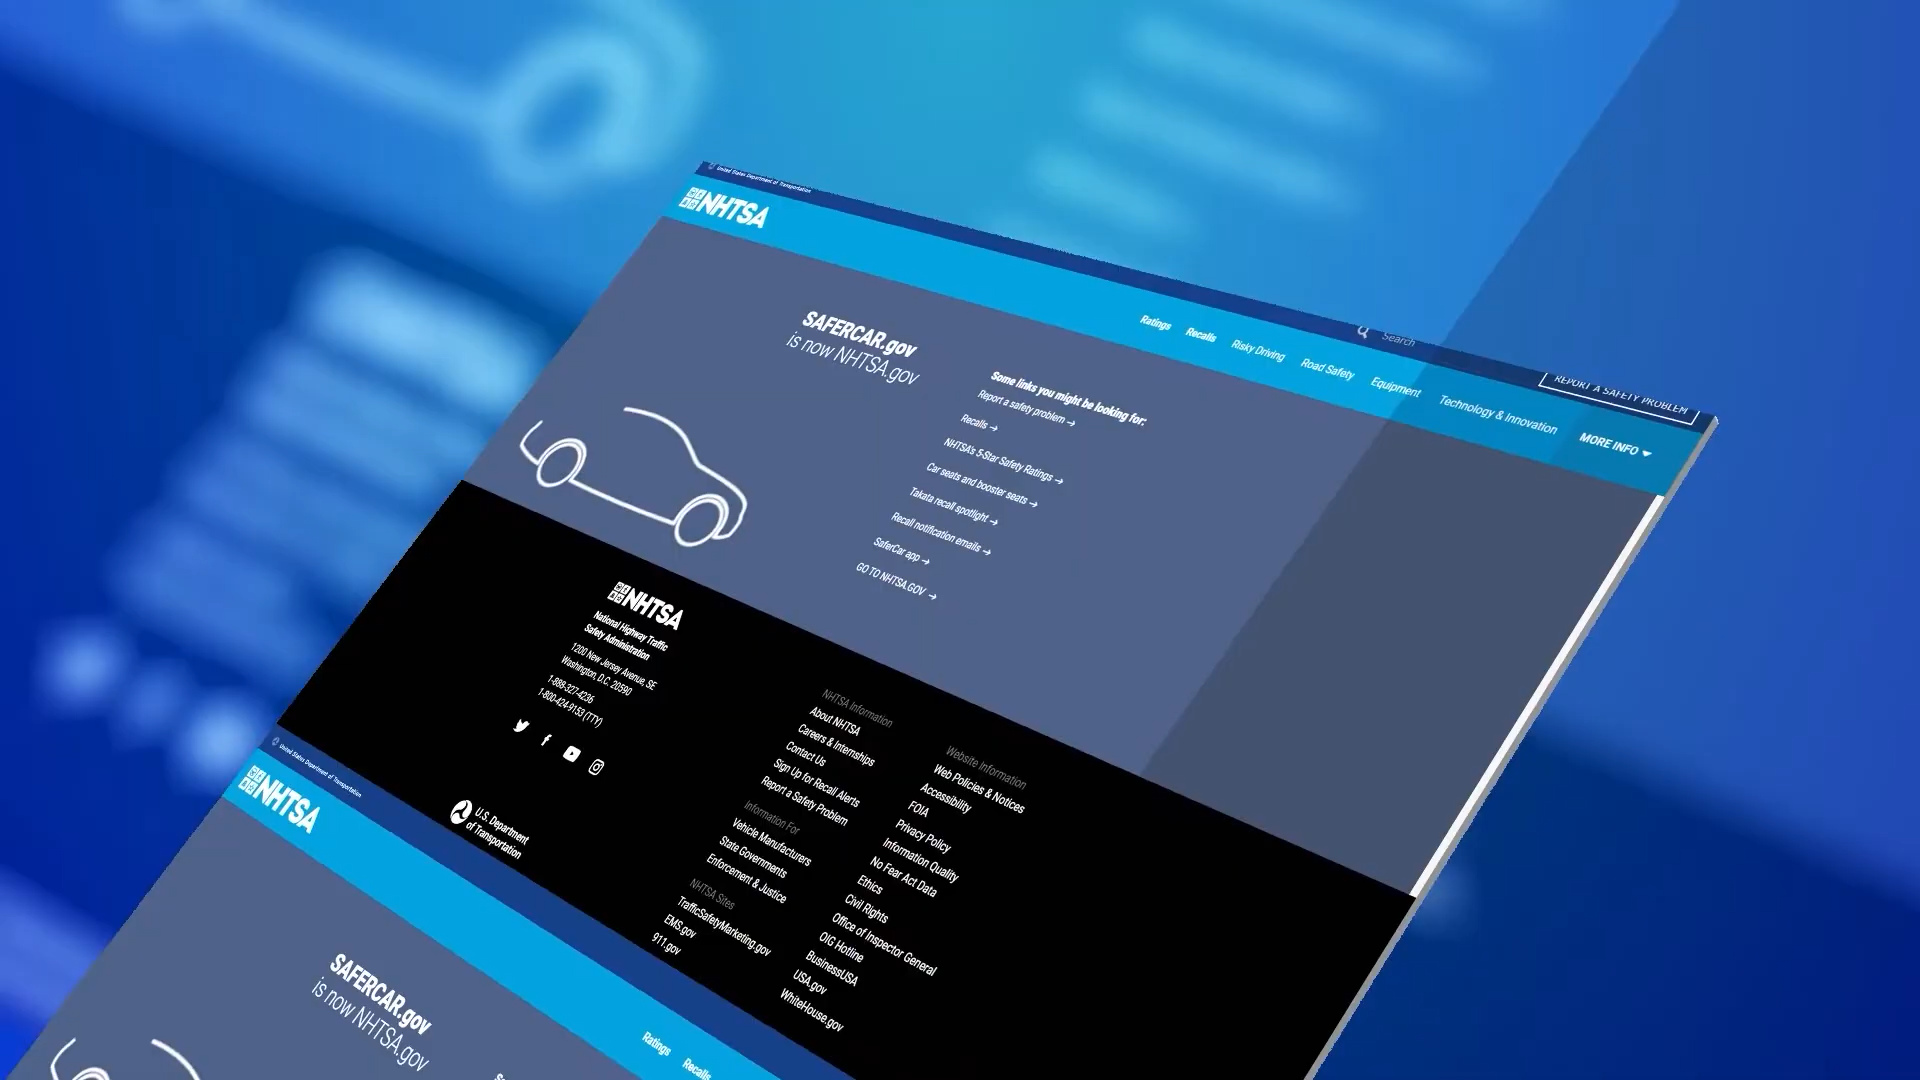 United States Department of Transportation
NHTSA
Search
REPORT A SAFETY PROBLEM
Ratings
Recalls
Risky Driving
Road Safety
Equipment
Technology & Innovation
MORE INFO
SAFERCAR.gov
is now NHTSA.gov
Some links you might be looking for:
Report a safety problem →
Recalls →
NHTSA's 5-Star Safety Ratings →
Car seats and booster seats →
Takata recall spotlight →
Recall notification emails →
SaferCar app →
GO TO NHTSA.GOV →
NHTSA
National Highway Traffic
Safety Administration
1200 New Jersey Avenue, SE
Washington, D.C. 20590
1-888-327-4236
1-800-424-9153 (TTY)
U.S. Department
of Transportation
NHTSA Information
About NHTSA
Careers & Internships
Contact Us
Sign Up for Recall Alerts
Report a Safety Problem
Information For
Vehicle Manufacturers
State Governments
Enforcement & Justice
NHTSA Sites
TrafficSafetyMarketing.gov
EMS.gov
911.gov
Website Information
Web Policies & Notices
Accessibility
FOIA
Privacy Policy
Information Quality
No Fear Act Data
Ethics
Civil Rights
Office of Inspector General
OIG Hotline
BusinessUSA
USA.gov
WhiteHouse.gov
United States Department of Transportation
NHTSA
Ratings
Recalls
SAFERCAR.gov
is now NHTSA.gov